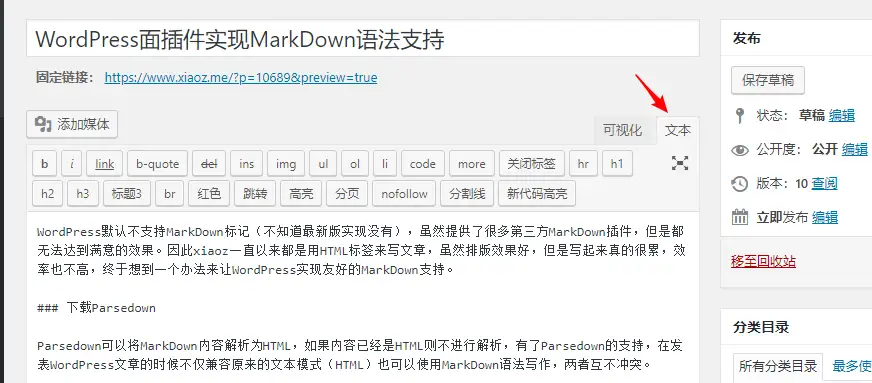 WordPress面插件实现MarkDown语法支持
固定链接： https://www.xiaoz.me/?p=10689&preview=true
添加媒体
可视化 文本
b i link b-quote del ins img ul ol li code more 关闭标签 hr h1
h2 h3 标题3 br 红色 跳转 高亮 分页 nofollow 分割线 新代码高亮
WordPress默认不支持MarkDown标记（不知道最新版实现没有），虽然提供了很多第三方MarkDown插件，但是都
无法达到满意的效果。因此xiaoz一直以来都是用HTML标签来写文章，虽然排版效果好，但是写起来真的很累，效
率也不高，终于想到一个办法来让WordPress实现友好的MarkDown支持。
### 下载Parsedown
Parsedown可以将MarkDown内容解析为HTML，如果内容已经是HTML则不进行解析，有了Parsedown的支持，在发
表WordPress文章的时候不仅兼容原来的文本模式（HTML）也可以使用MarkDown语法写作，两者互不冲突。
发布
保存草稿
状态： 草稿 编辑
公开度： 公开 编辑
版本： 10 查阅
立即发布 编辑
移至回收站
分类目录
所有分类目录 最多使